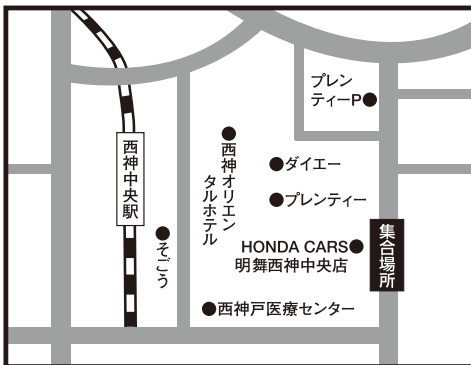 プレン
ティーP
西神中央駅
西神オリエン
タルホテル
ダイエー
プレンティー
そごう
HONDA CARS
明舞西神中央店
集合場所
西神戸医療センター